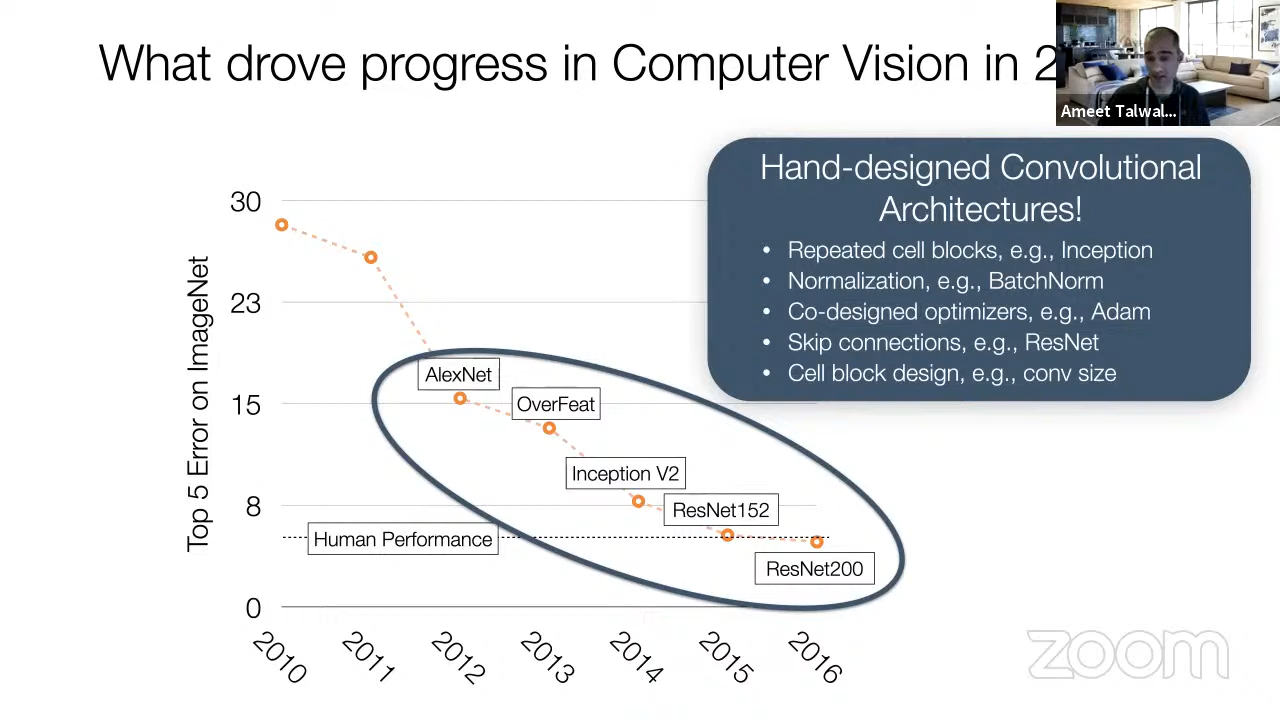 What drove progress in Computer Vision in 2
Ameet Talwal...
Hand-designed Convolutional
Architectures!
• Repeated cell blocks, e.g., Inception
• Normalization, e.g., BatchNorm
• Co-designed optimizers, e.g., Adam
• Skip connections, e.g., ResNet
• Cell block design, e.g., conv size
Top 5 Error on ImageNet
30
23
15
8
0
AlexNet
OverFeat
Inception V2
ResNet152
Human Performance
ResNet200
2010
2011
2012
2013
2014
2015
2016
zoom